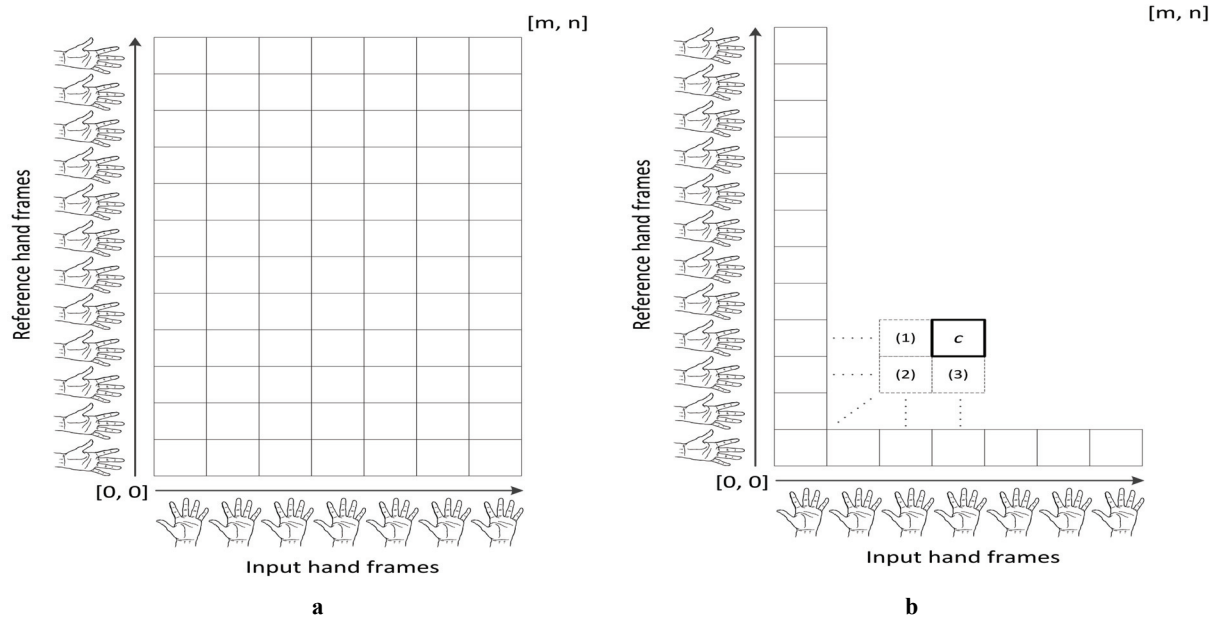 [m, n]
Reference hand frames
[0, 0]
Input hand frames
a
[m, n]
Reference hand frames
(1) c
(2) (3)
[0, 0]
Input hand frames
b